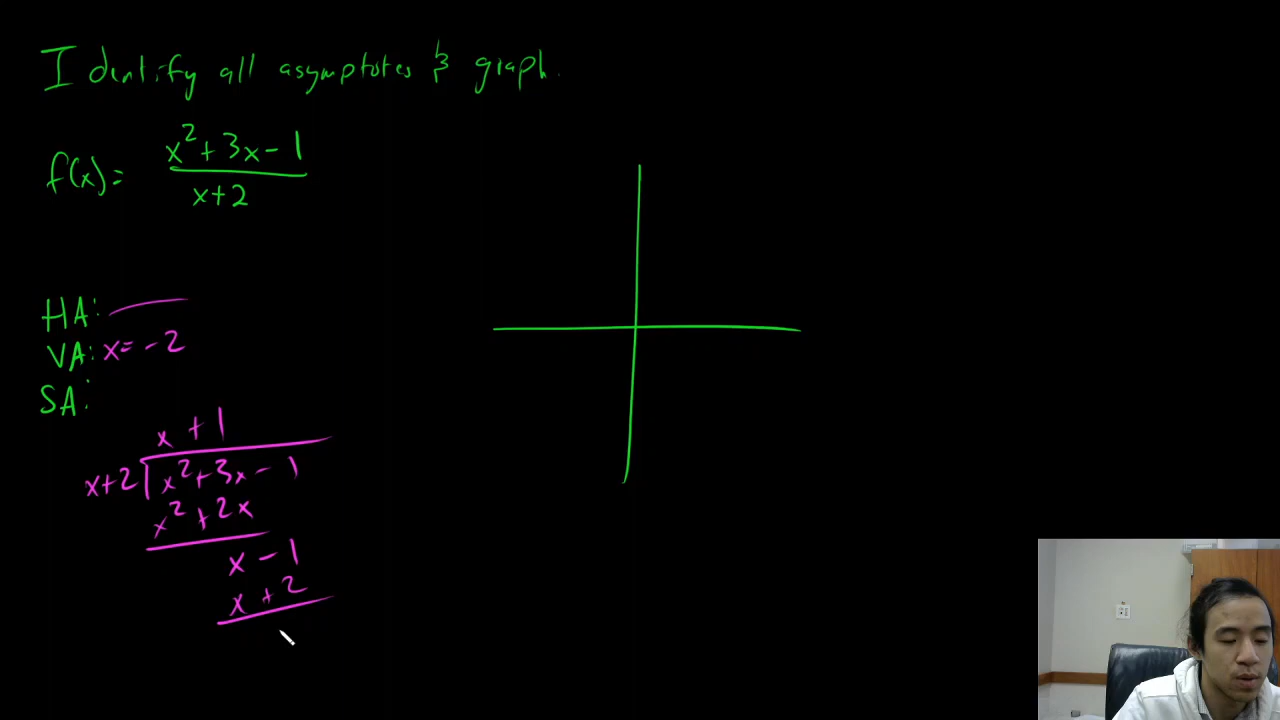 Identify all asymptotes & graph.
f(x) = x² + 3x - 1
x + 2
HA: —
VA: x = -2
SA:
x + 1
x+2 | x² + 3x - 1
x² + 2x
x - 1
x + 2